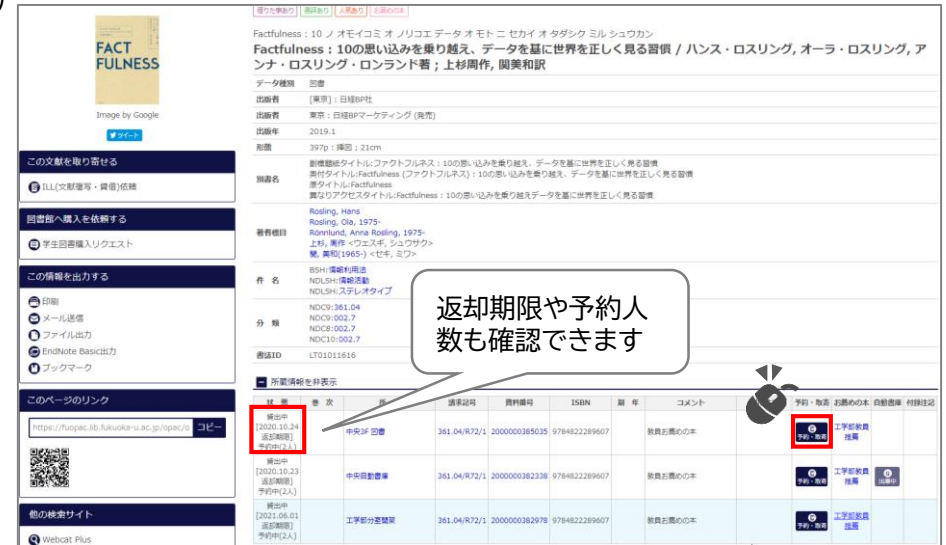 借りた事あり 書評あり 人気あり お薦めの本
Factfulness : 10 ノ オモイコミ オ ノリコエ データ オ モト ニ セカイ オ タダシク ミル シュウカン
Factfulness : 10の思い込みを乗り越え、データを基に世界を正しく見る習慣 / ハンス・ロスリング, オーラ・ロスリング, ア
ンナ・ロスリング・ロンランド著 ; 上杉周作, 関美和訳
FACT
FULNESS
Image by Google
ツイート
この文献を取り寄せる
ILL(文献複写・貸借)依頼
図書館へ購入を依頼する
学生図書購入リクエスト
この情報を出力する
印刷
メール送信
ファイル出力
EndNote Basic出力
ブックマーク
このページのリンク
https://fuopac.lib.fukuoka-u.ac.jp/opac/o コピー
他の検索サイト
Webcat Plus
データ種別 図書
出版者 [東京] : 日経BP社
出版者 東京 : 日経BPマーケティング (発売)
出版年 2019.1
形態 397p : 挿図 ; 21cm
別書名 副標題紙タイトル:ファクトフルネス : 10の思い込みを乗り越え、データを基に世界を正しく見る習慣
奥付タイトル:Factfulness (ファクトフルネス) : 10の思い込みを乗り越え、データを基に世界を正しく見る習慣
原タイトル:Factfulness
異なりアクセスタイトル:Factfulness : 10の思い込みを乗り越えデータを基に世界を正しく見る習慣
著者標目 Rosling, Hans
Rosling, Ola, 1975-
Rönnlund, Anna Rosling, 1975-
上杉, 周作 <ウエスギ, シュウサク>
関, 美和(1965-) <セキ, ミワ>
件 名 BSH:情報利用法
NDLSH:情報活動
NDLSH:ステレオタイプ
分 類 NDC9:361.04
NDC9:002.7
NDC8:002.7
NDC10:002.7
書誌ID LT01011616
返却期限や予約人
数も確認できます
所蔵情報を非表示
状 態 巻 次 所 請求記号 資料番号 ISBN 刷 年 コメント 予約・取寄 お薦めの本 自動書庫 付録注記
貸出中
[2020.10.24
返却期限]
予約中(2人)
中央3F 図書 361.04/R72/1 2000000385035 9784822289607 教員お薦めの本 予約・取寄 工学部教員
推薦
貸出中
[2020.10.23
返却期限]
予約中(2人)
中央自動書庫 361.04/R72/1 2000000382338 9784822289607 教員お薦めの本 予約・取寄 工学部教員
推薦 出庫中
貸出中
[2021.06.01
返却期限]
予約中(2人)
工学部分室開架 361.04/R72/1 2000000382978 9784822289607 教員お薦めの本 予約・取寄 工学部教員
推薦